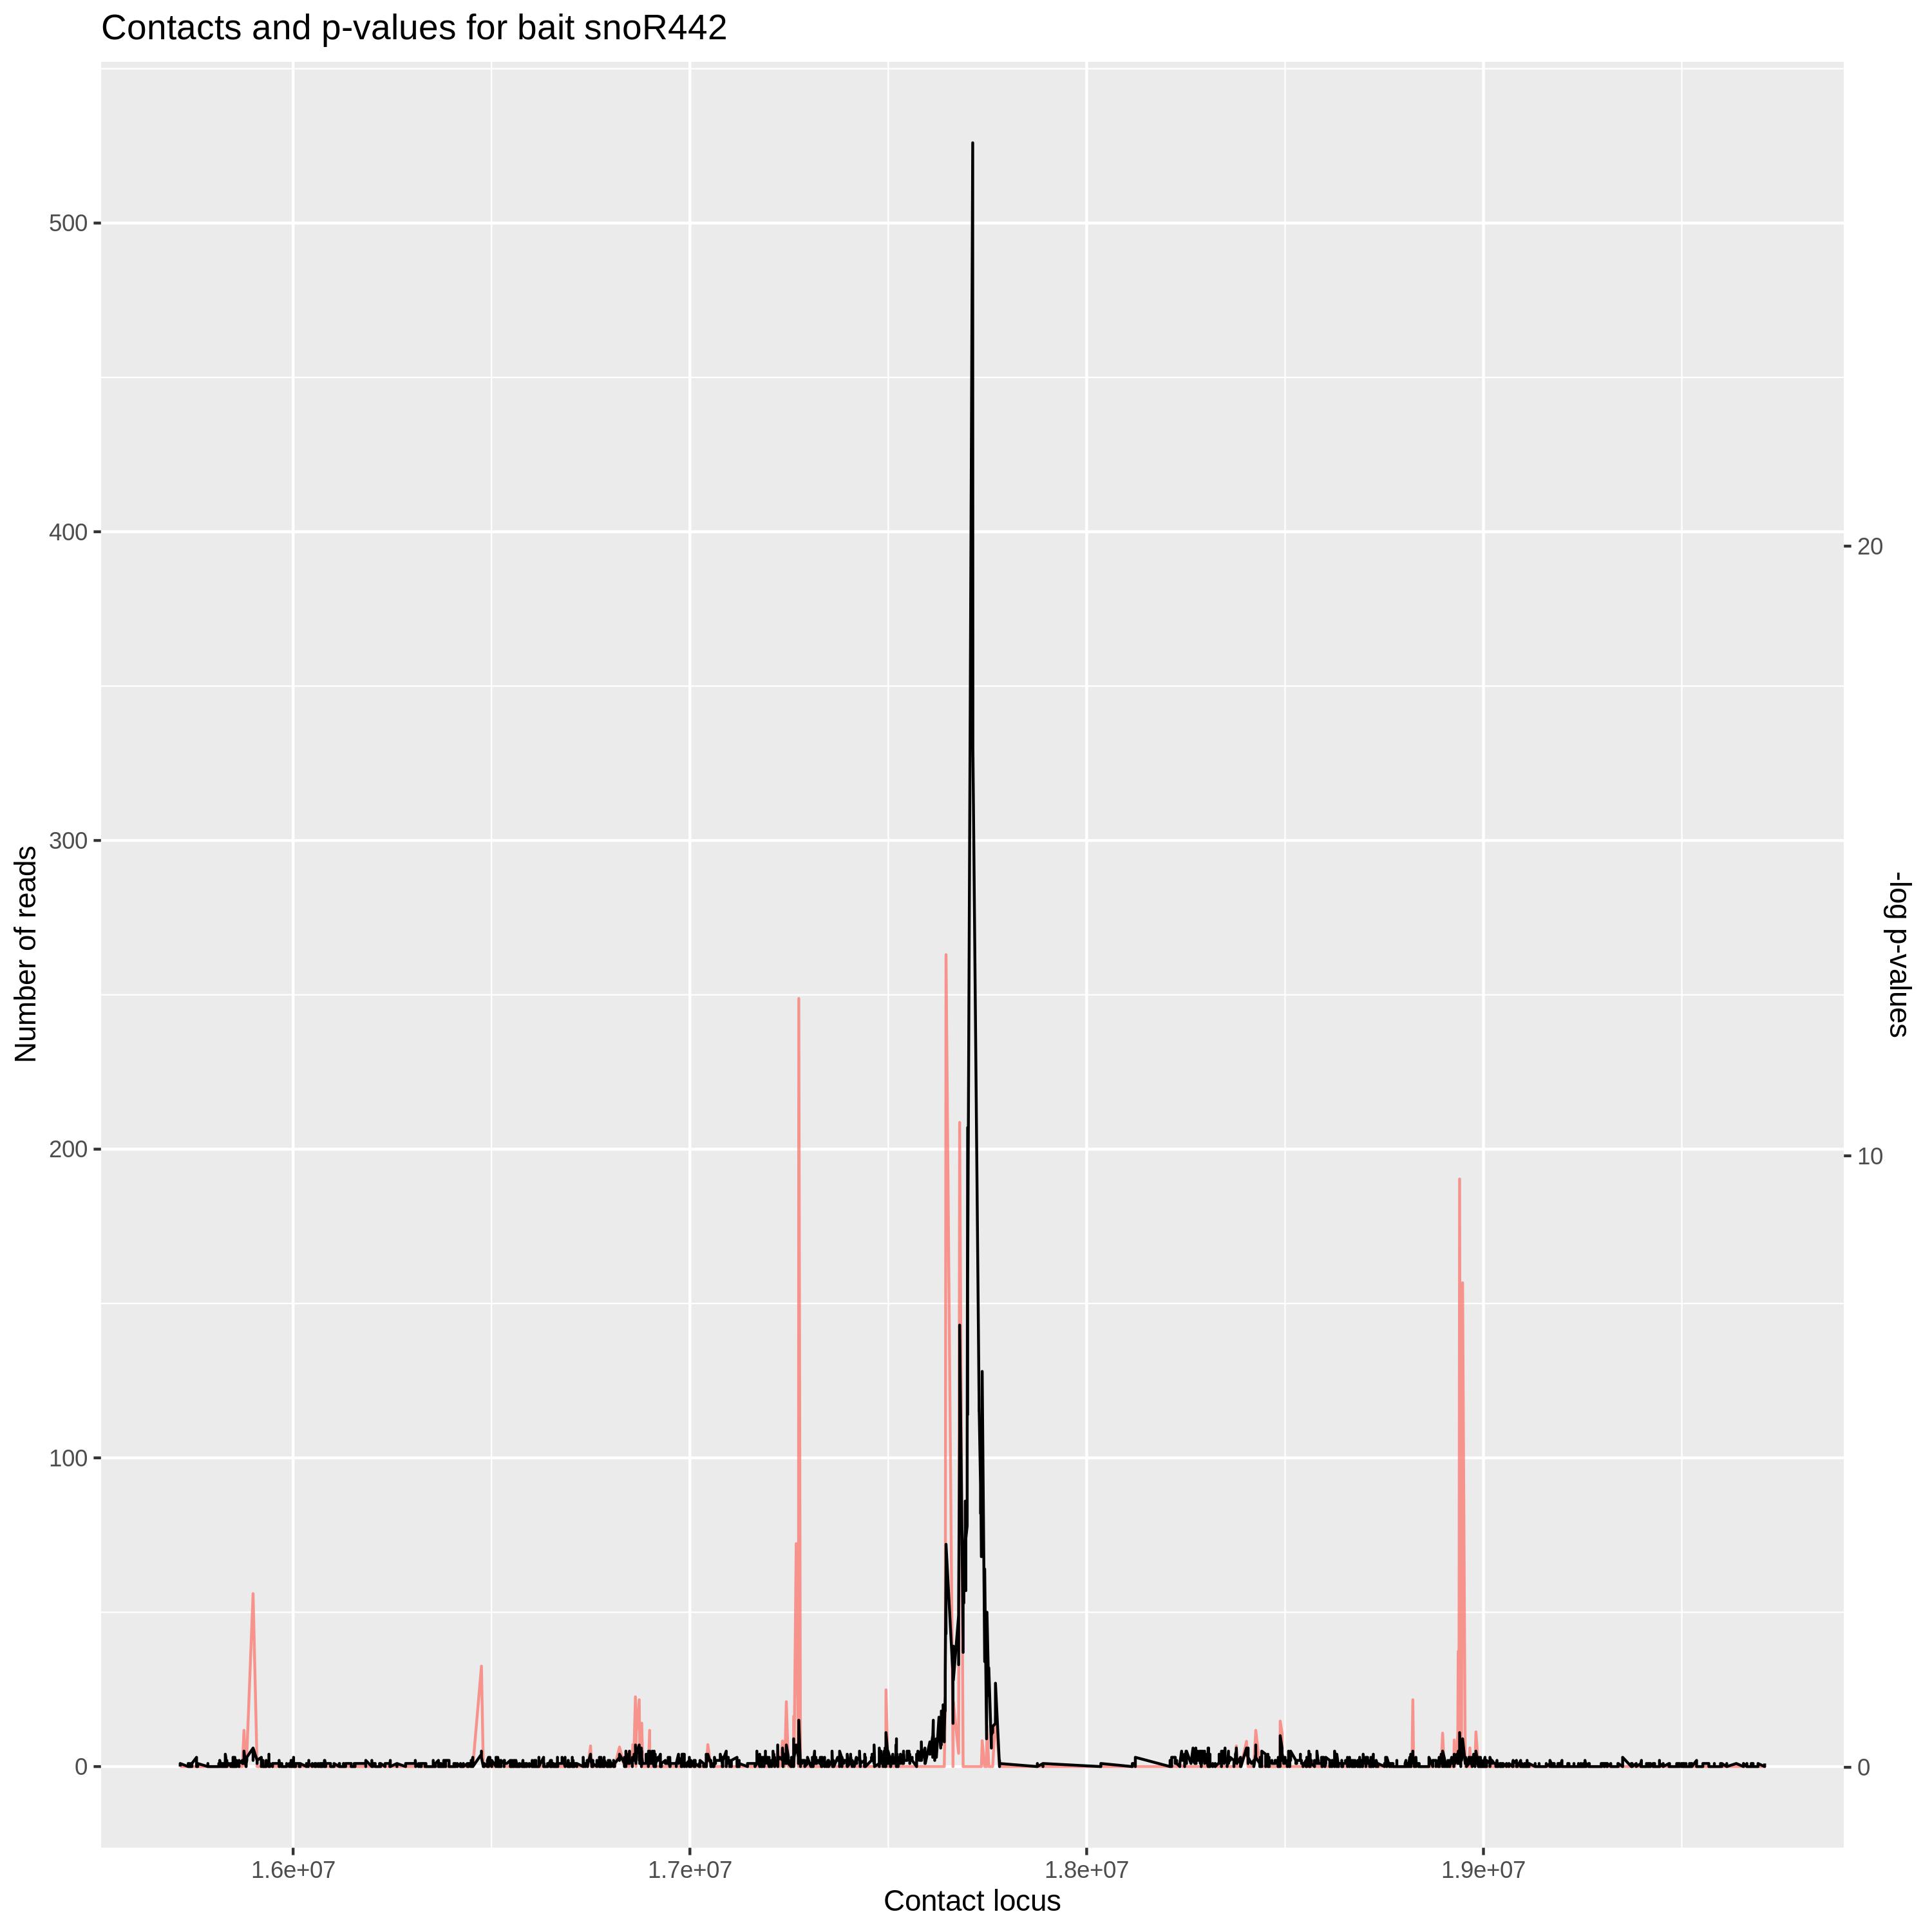 Contacts and p-values for bait snoR442
500
400
300
200
100
0
Number of reads
20
10
0
-log p-values
1.6e+07
1.7e+07
1.8e+07
1.9e+07
Contact locus